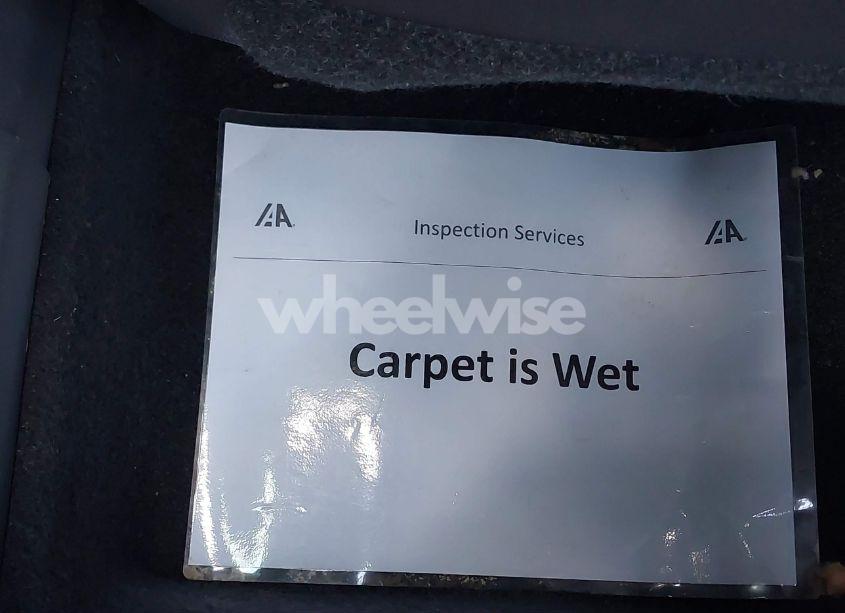 IAA Inspection Services IAA
wheelwise
Carpet is Wet